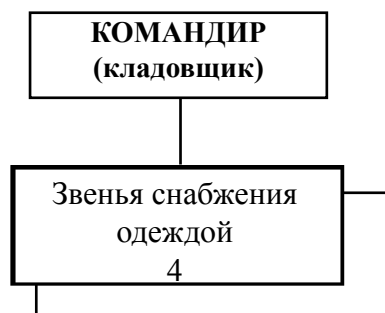 КОМАНДИР
(кладовщик)
Звенья снабжения
одеждой
4